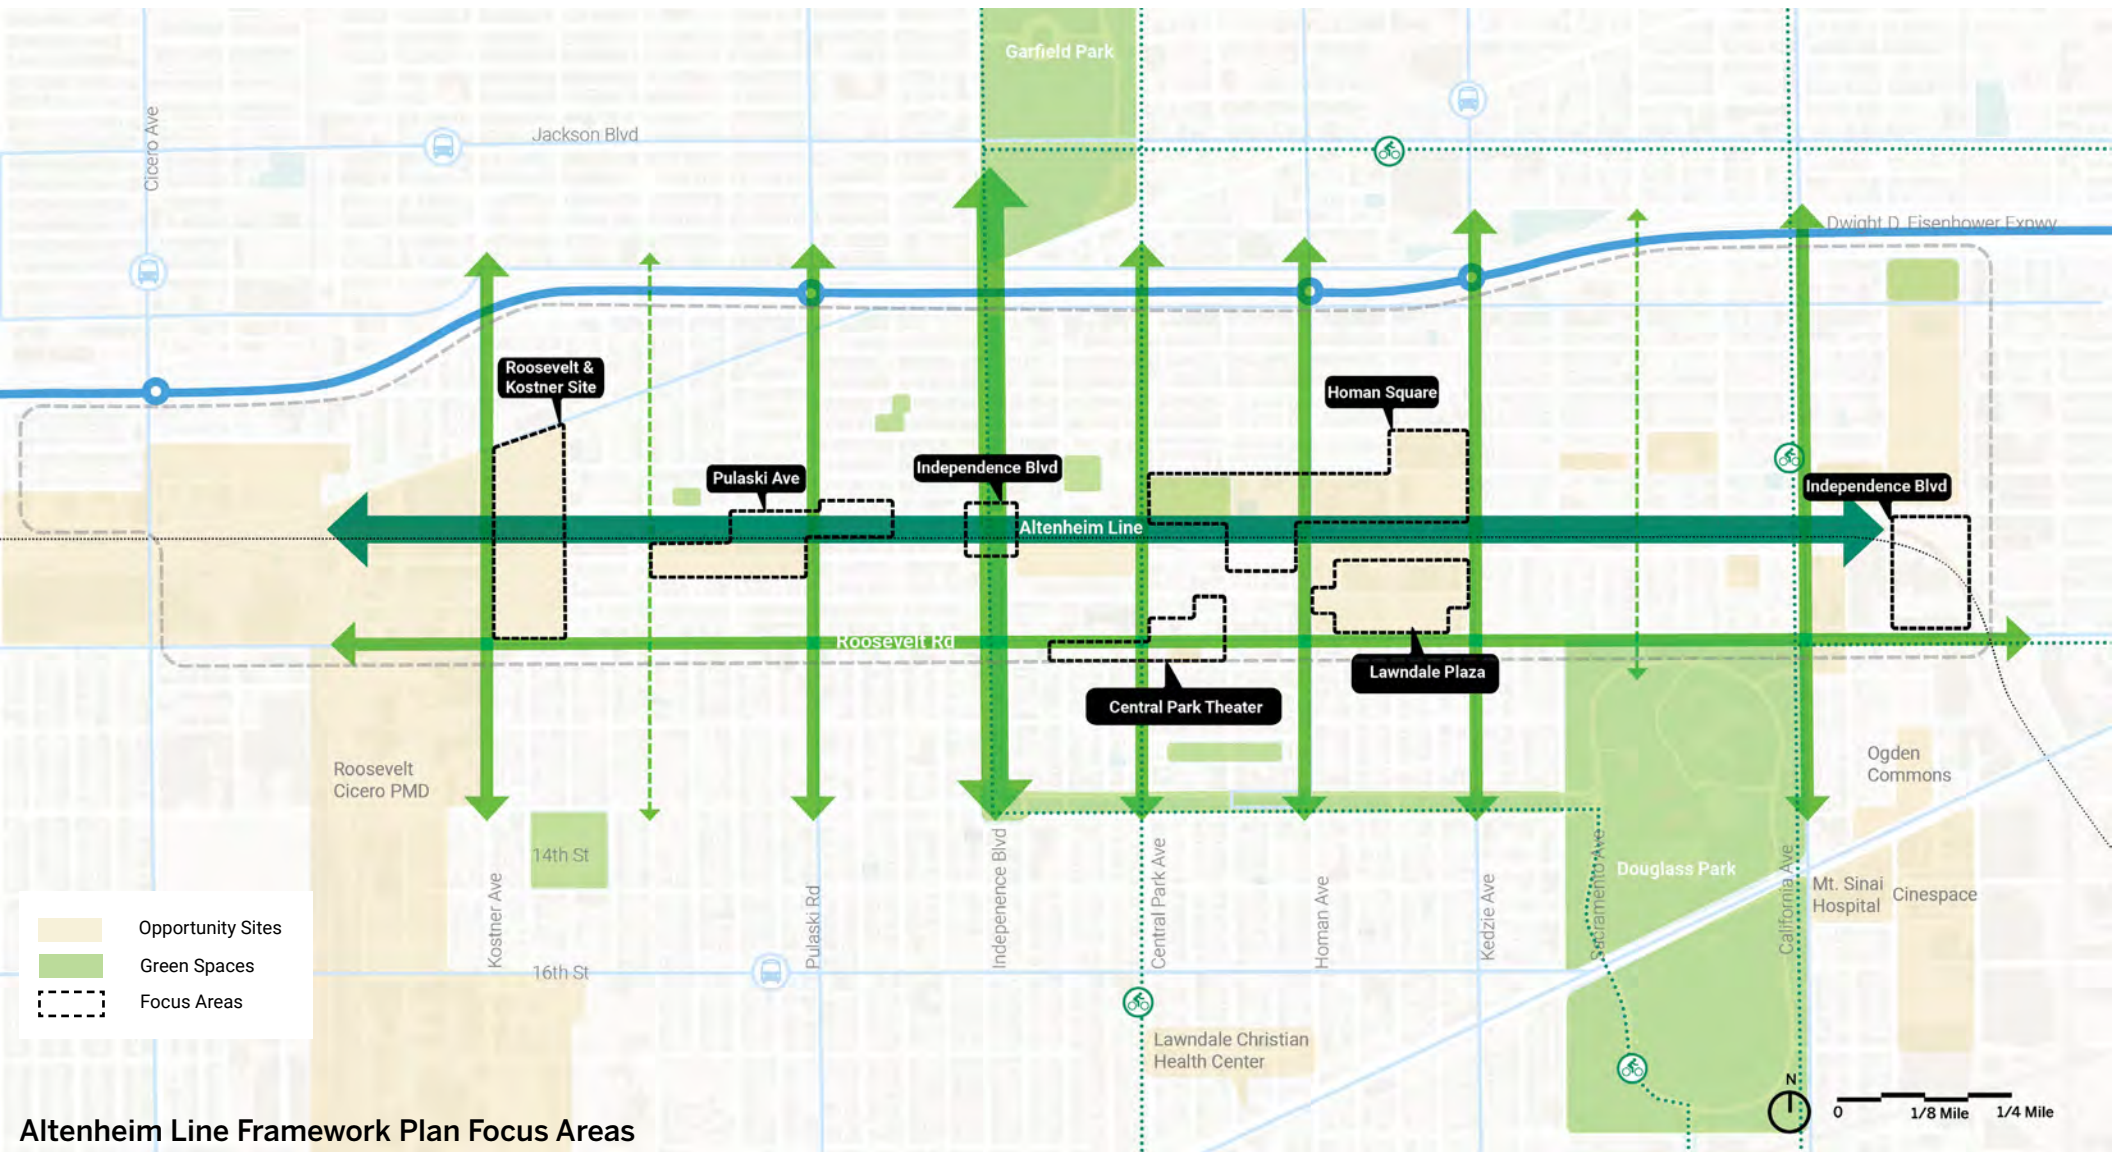 Garfield Park
Cicero Ave
Jackson Blvd
Dwight D. Eisenhower Expwy
Roosevelt &
Kostner Site
Homan Square
Pulaski Ave
Independence Blvd
Independence Blvd
Altenheim Line
Roosevelt Rd
Lawndale Plaza
Central Park Theater
Roosevelt
Cicero PMD
Ogden
Commons
14th St
Kostner Ave
Pulaski Rd
Indepenence Blvd
Central Park Ave
Homan Ave
Kedzie Ave
Sacramento Ave
Douglass Park
California Ave
Mt. Sinai
Hospital
Cinespace
Opportunity Sites
Green Spaces
Focus Areas
16th St
Lawndale Christian
Health Center
N
0
1/8 Mile
1/4 Mile
Altenheim Line Framework Plan Focus Areas